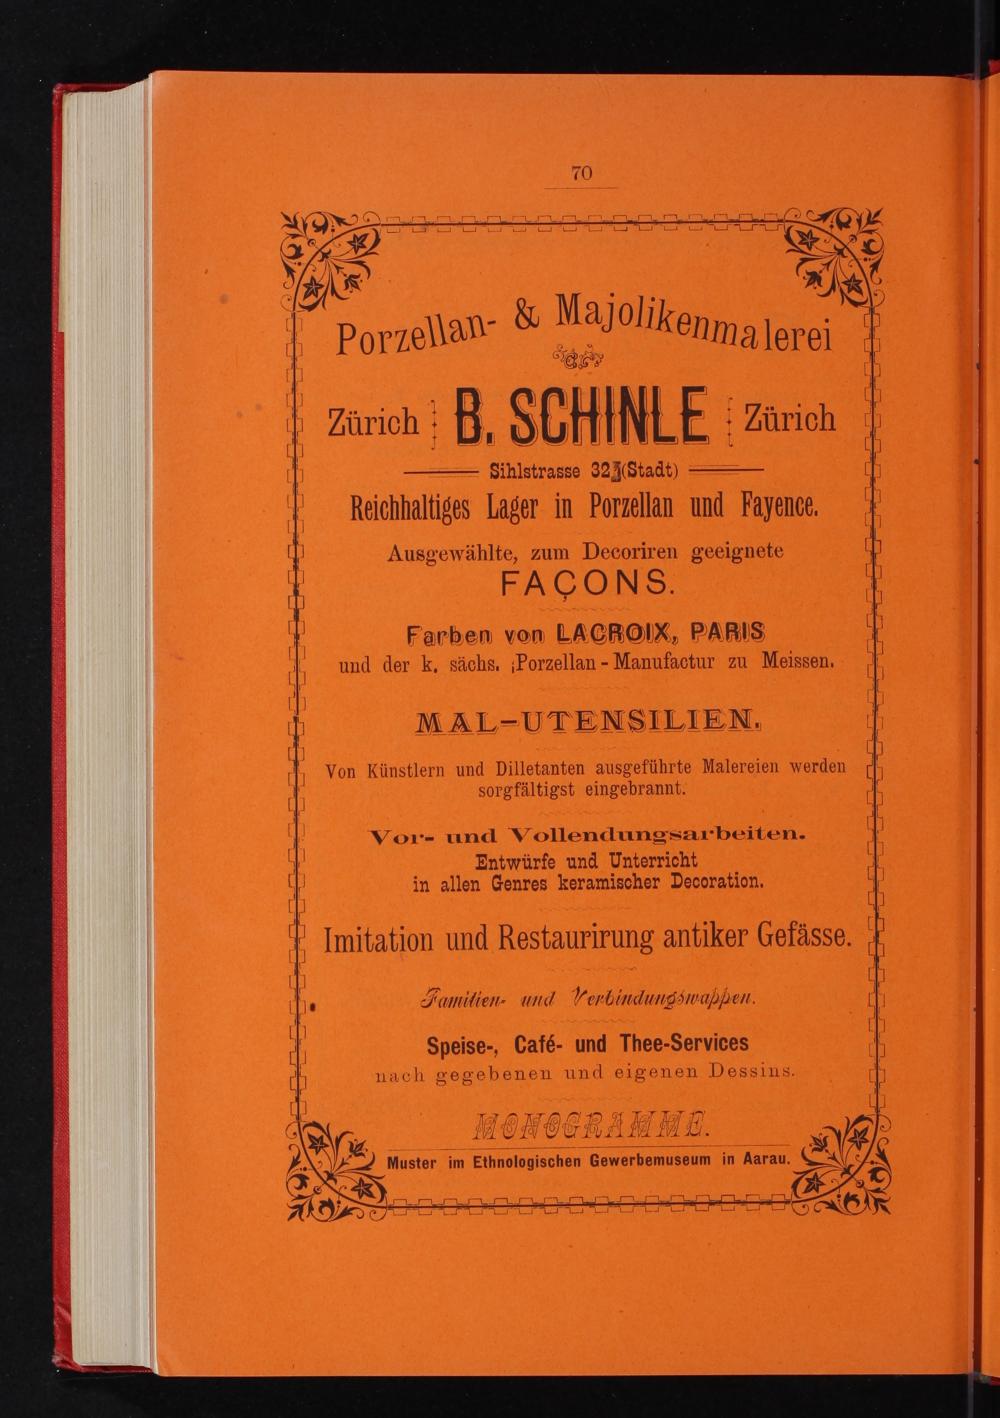 70
Porzellan- & Majolikenmalerei
Zürich B. SCHINLE Zürich
Sihlstrasse (Stadt)
Reichhaltiges Lager in Porzellan und Fayence.
Ausgewählte, zum Decoriren geeignete
FAÇONS.
Farben von LACROIX, PARIS
und der k. sächs. Porzellan-Manufactur zu Meissen.
MAL-UTENSILIEN.
Von Künstlern und Dilletanten ausgeführte Malereien werden
sorgfältigst eingebrannt.
Vor- und Vollendungsarbeiten.
Entwürfe und Unterricht
in allen Genres keramischer Decoration.
Imitation und Restaurirung antiker Gefässe.
Familien- und Verbindungswappen.
Speise-, Café- und Thee-Services
nach gegebenen und eigenen Dessins.
MONOGRAMME.
Muster im Ethnologischen Gewerbemuseum in Aarau.